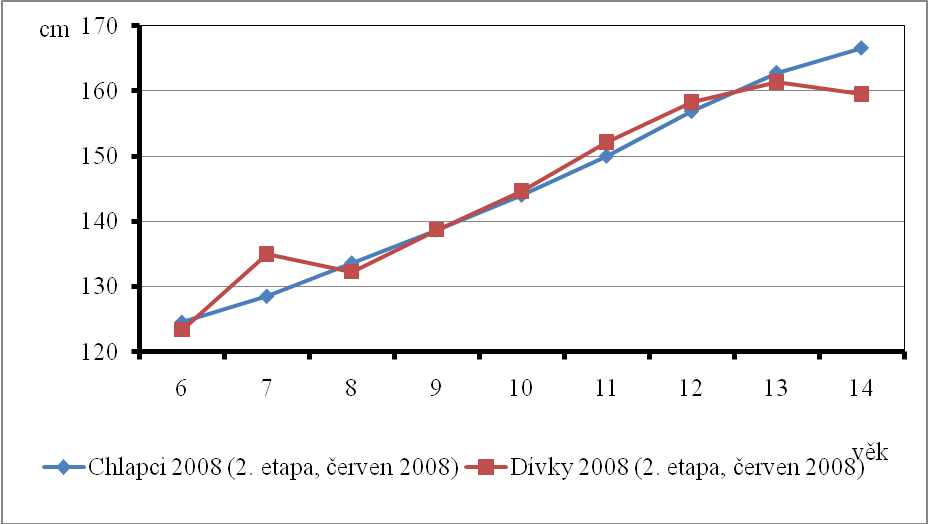 cm
170
160
150
140
130
120
6 7 8 9 10 11 12 13 14
věk
Chlapci 2008 (2. etapa, červen 2008) Dívky 2008 (2. etapa, červen 2008)